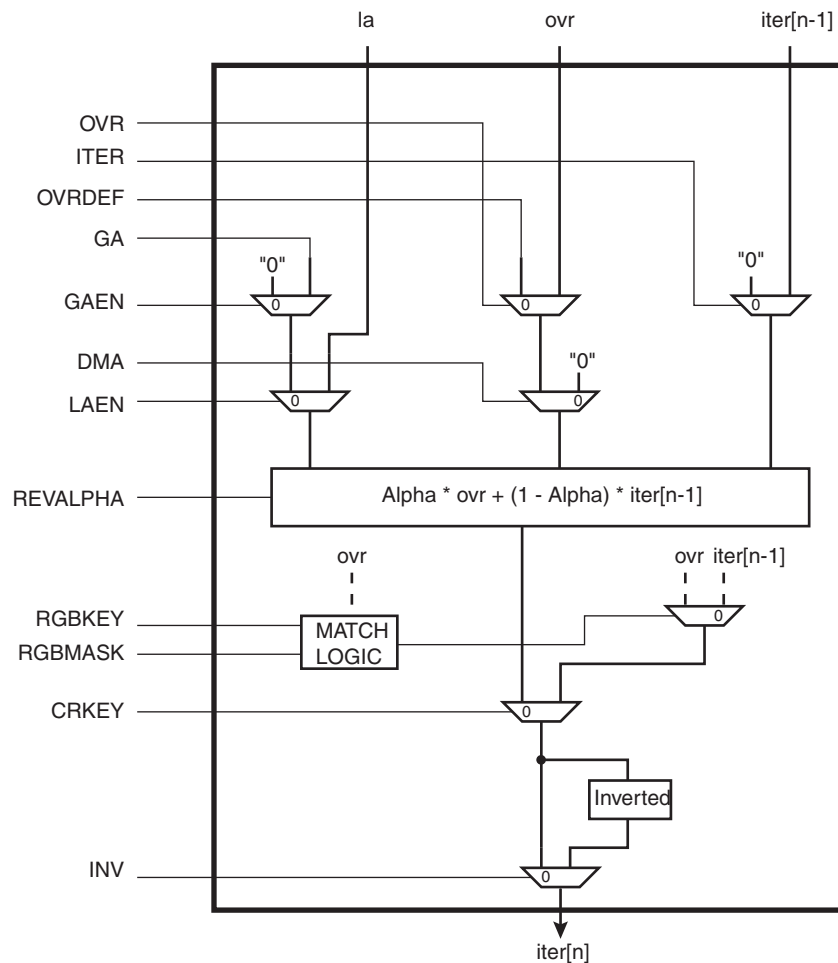 la ovr iter[n-1]
OVR
ITER
OVRDEF
GA
"0" "0"
GAEN 0 0 0
DMA "0"
LAEN 0 0
REVALPHA Alpha * ovr + (1 - Alpha) * iter[n-1]
ovr ovr iter[n-1]
RGBKEY 0
MATCH
RGBMASK LOGIC
CRKEY 0
Inverted
INV 0
iter[n]